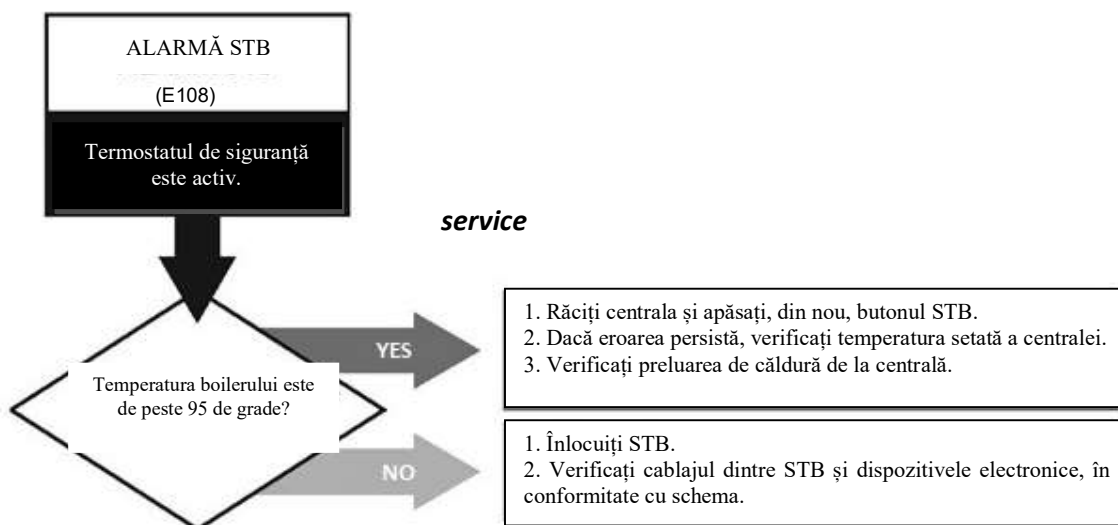 ALARMĂ STB
(E108)
Termostatul de siguranță
este activ.
service
YES
1. Răciți centrala și apăsați, din nou, butonul STB.
2. Dacă eroarea persistă, verificați temperatura setată a centralei.
3. Verificați preluarea de căldură de la centrală.
Temperatura boilerului este
de peste 95 de grade?
NO
1. Înlocuiți STB.
2. Verificați cablajul dintre STB și dispozitivele electronice, în
conformitate cu schema.